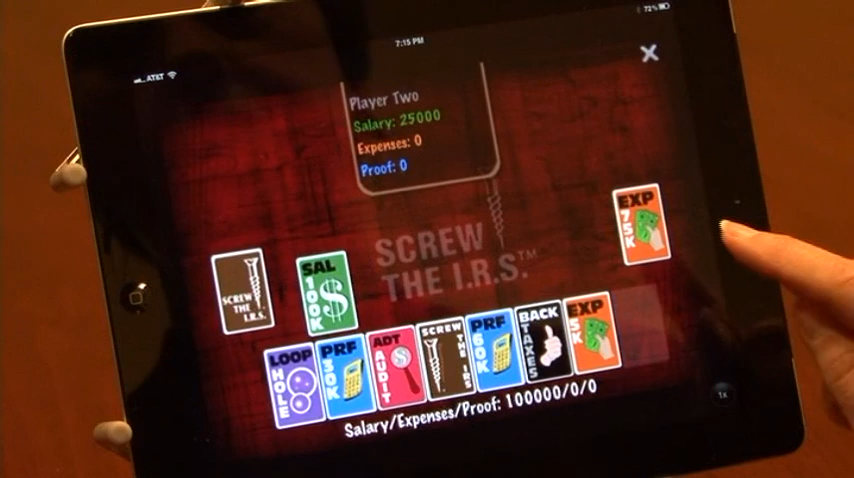 72%
7:15 PM
AT&T
X
Player Two
Salary: 25000
Expenses: 0
Proof: 0
EXP
75K
SCREW
THE I.R.S.™
SCREW
THE
I.R.S.
SAL
100K
$
LOOP
HOLE
PRF
30K
ADT
AUDIT
$
SCREW
THE IRS
PRF
60K
BACK
TAXES
EXP
5K
1x
Salary/Expenses/Proof: 100000/0/0